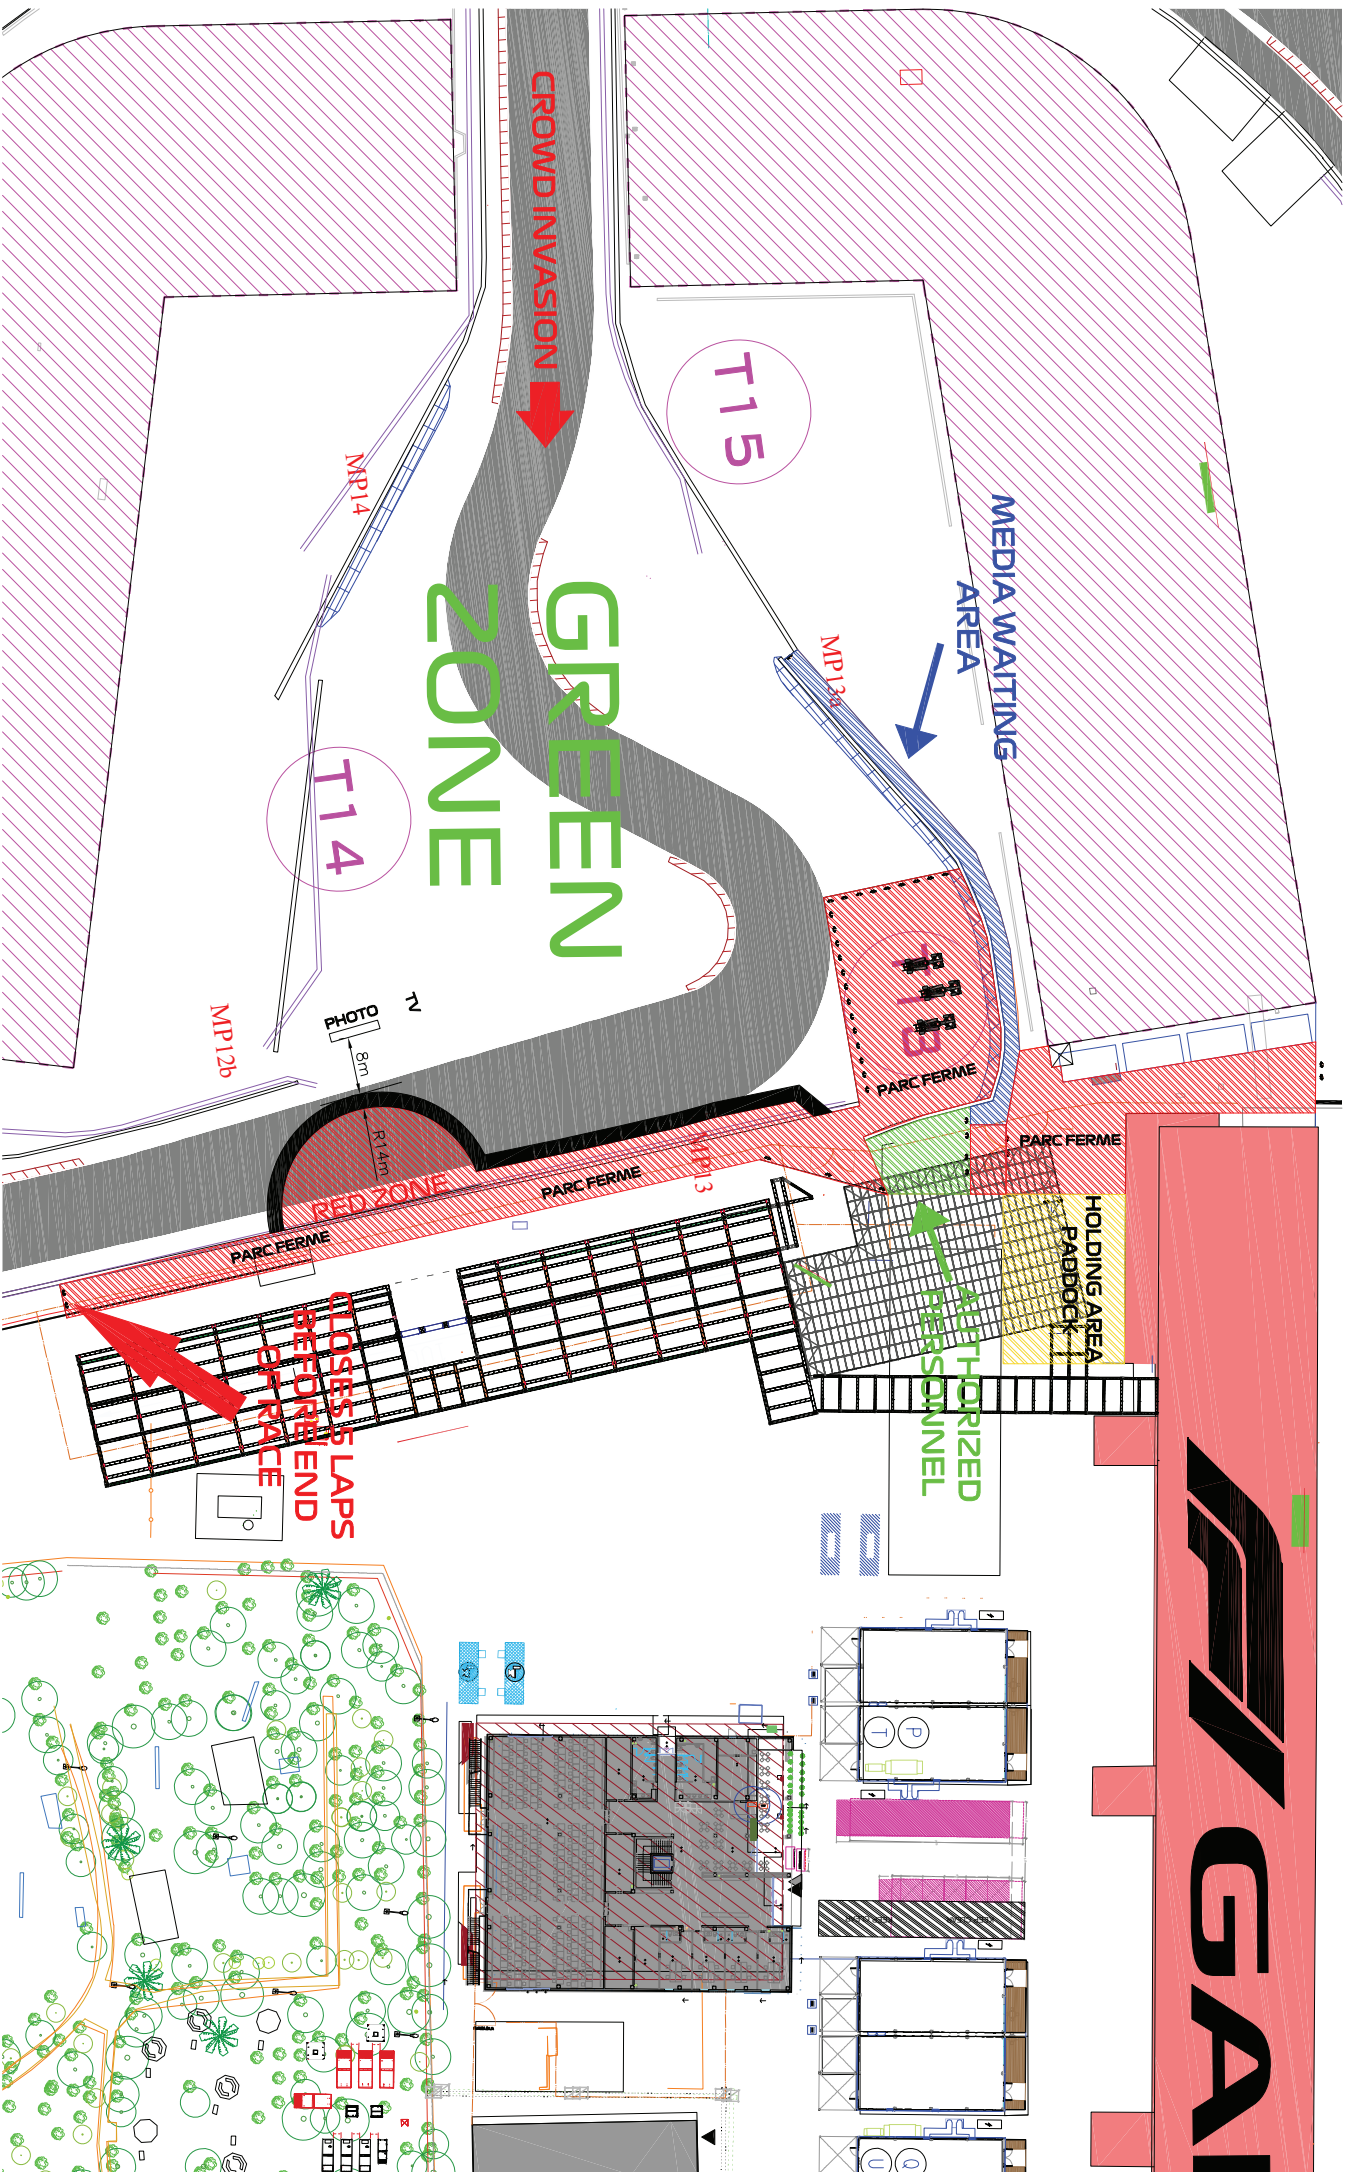 CROWD INVASION
T15
MP14
MEDIA WAITING
AREA
GREEN
ZONE
MP13a
T14
T13
TV
PHOTO
8m
MP12b
PARC FERME
R14m
PARC FERME
MP13
PARC FERME
RED ZONE
PARC FERME
HOLDING AREA
PADDOCK
AUTHORIZED
PERSONNEL
CLOSES 5 LAPS
BEFORE END
OF RACE
F1 GA
T
P
U
Q